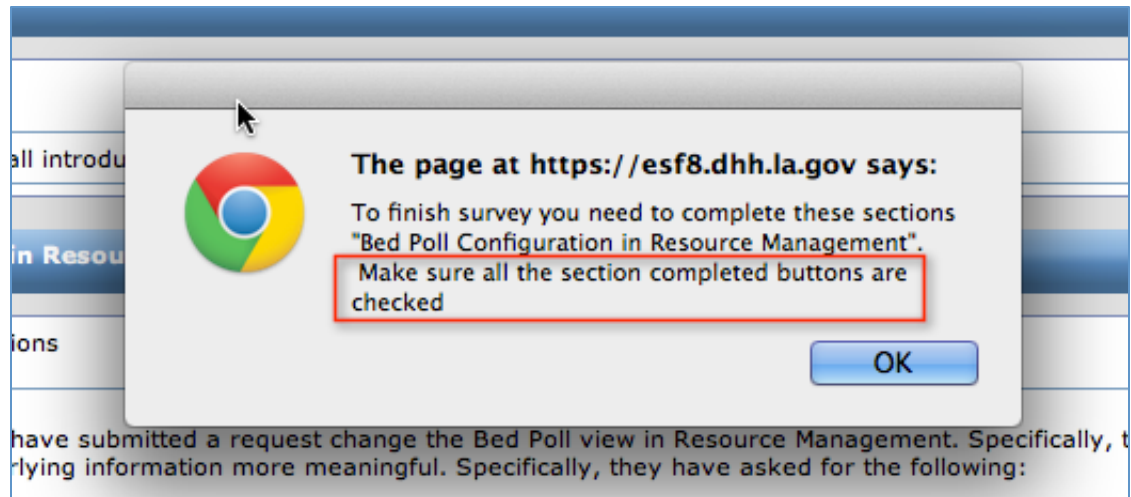 all introdu
The page at https://esf8.dhh.la.gov says:
To finish survey you need to complete these sections
"Bed Poll Configuration in Resource Management".
Make sure all the section completed buttons are
checked
in Resou
ions
OK
have submitted a request change the Bed Poll view in Resource Management. Specifically, t
rlying information more meaningful. Specifically, they have asked for the following: